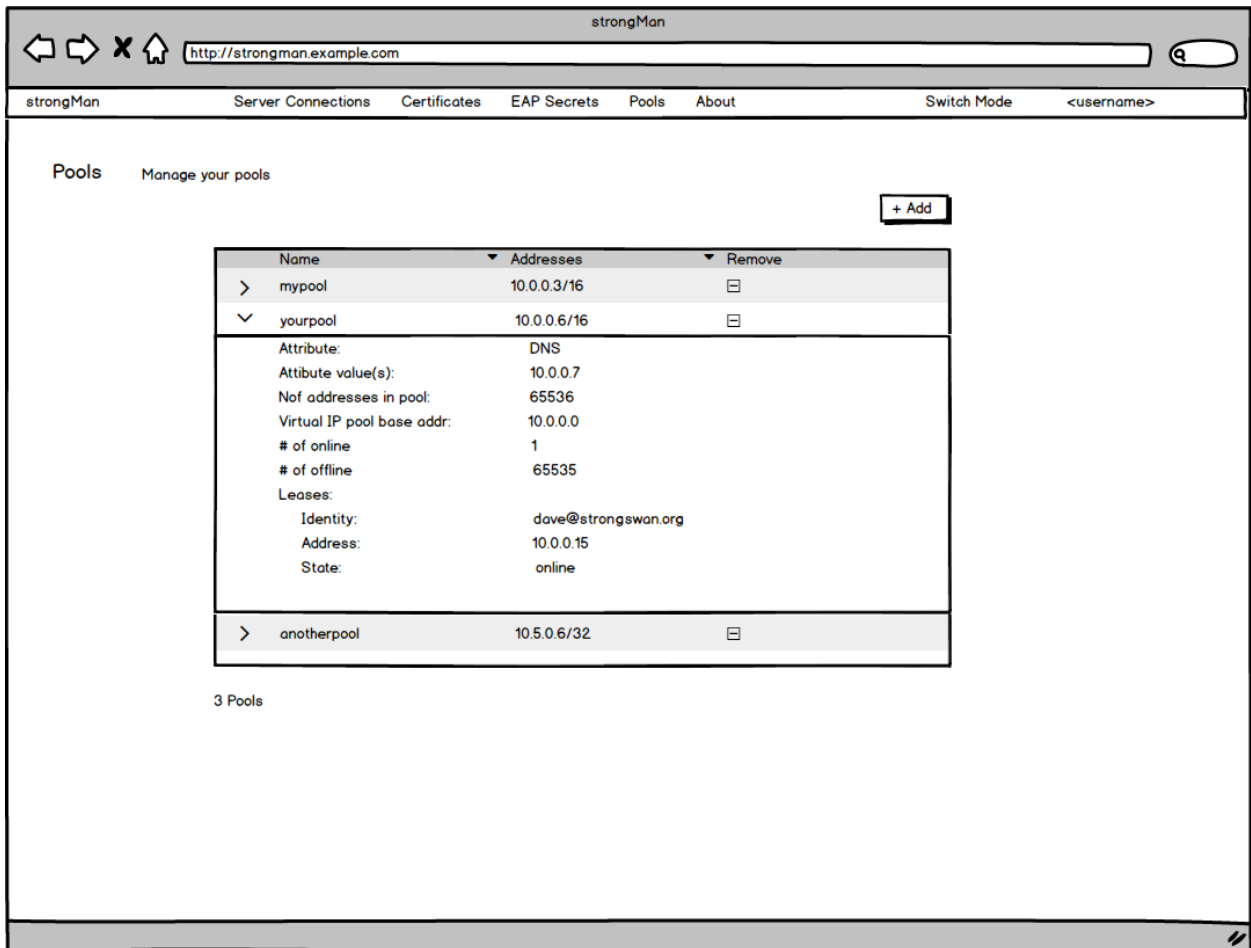 strongMan
http://strongman.example.com
strongMan Server Connections Certificates EAP Secrets Pools About Switch Mode <username>
Pools Manage your pools
+ Add
Name Addresses Remove
mypool 10.0.0.3/16
yourpool 10.0.0.6/16
Attribute: DNS
Attibute value(s): 10.0.0.7
Nof addresses in pool: 65536
Virtual IP pool base addr: 10.0.0.0
# of online 1
# of offline 65535
Leases:
Identity: dave@strongswan.org
Address: 10.0.0.15
State: online
anotherpool 10.5.0.6/32
3 Pools